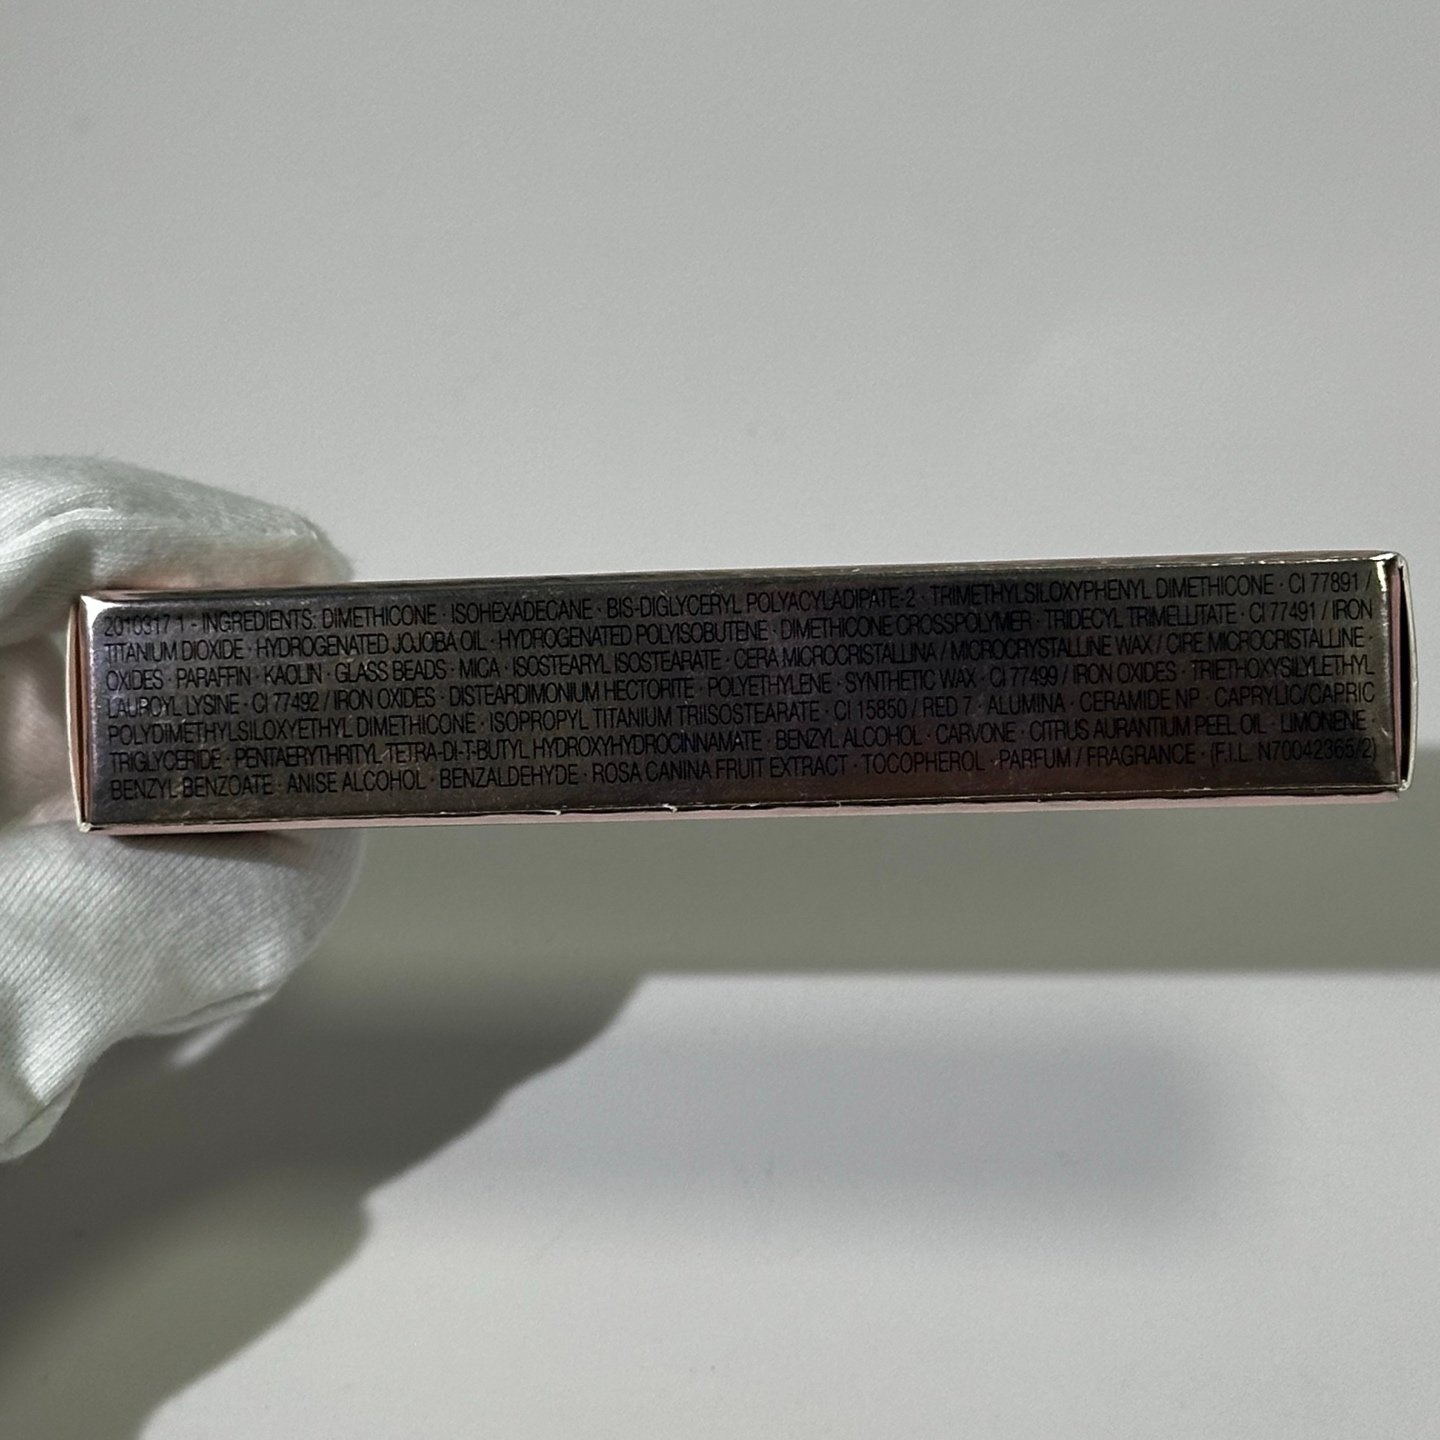 2010317 1 - INGREDIENTS: DIMETHICONE · ISOHEXADECANE · BIS-DIGLYCERYL POLYACYLADIPATE-2 · TRIMETHYLSILOXYPHENYL DIMETHICONE · CI 77891 /
TITANIUM DIOXIDE · HYDROGENATED JOJOBA OIL · HYDROGENATED POLYISOBUTENE · DIMETHICONE CROSSPOLYMER · TRIDECYL TRIMELLITATE · CI 77491 / IRON
OXIDES · PARAFFIN · KAOLIN · GLASS BEADS · MICA · ISOSTEARYL ISOSTEARATE · CERA MICROCRISTALLINA / MICROCRYSTALLINE WAX / CIRE MICROCRISTALLINE ·
LAUROYL LYSINE · CI 77492 / IRON OXIDES · DISTEARDIMONIUM HECTORITE · POLYETHYLENE · SYNTHETIC WAX · CI 77499 / IRON OXIDES · TRIETHOXYSILYLETHYL
POLYDIMETHYLSILOXYETHYL DIMETHICONE · ISOPROPYL TITANIUM TRIISOSTEARATE · CI 15850 / RED 7 · ALUMINA · CERAMIDE NP · CAPRYLIC/CAPRIC
TRIGLYCERIDE · PENTAERYTHRITYL TETRA-DI-T-BUTYL HYDROXYHYDROCINNAMATE · BENZYL ALCOHOL · CARVONE · CITRUS AURANTIUM PEEL OIL · LIMONENE ·
BENZYL BENZOATE · ANISE ALCOHOL · BENZALDEHYDE · ROSA CANINA FRUIT EXTRACT · TOCOPHEROL · PARFUM / FRAGRANCE · (F.I.L. N70042365/2)